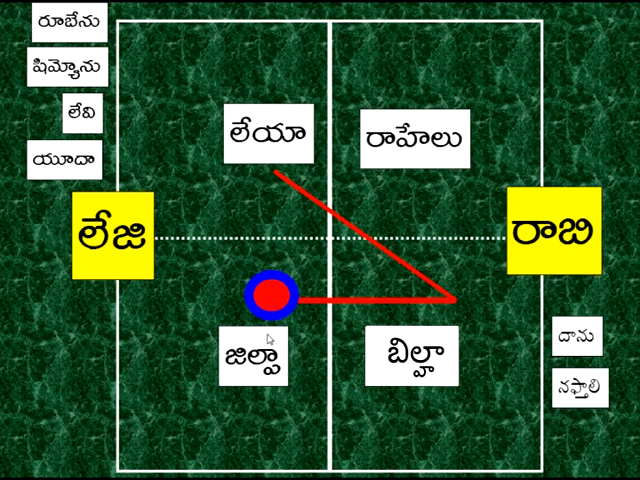 రూబేను
షిమ్యోను
లేవి
యూదా
లేయా
రాహేలు
లేజి
రాబి
జిల్పా
బిల్హా
దాను
నఫ్తాలి